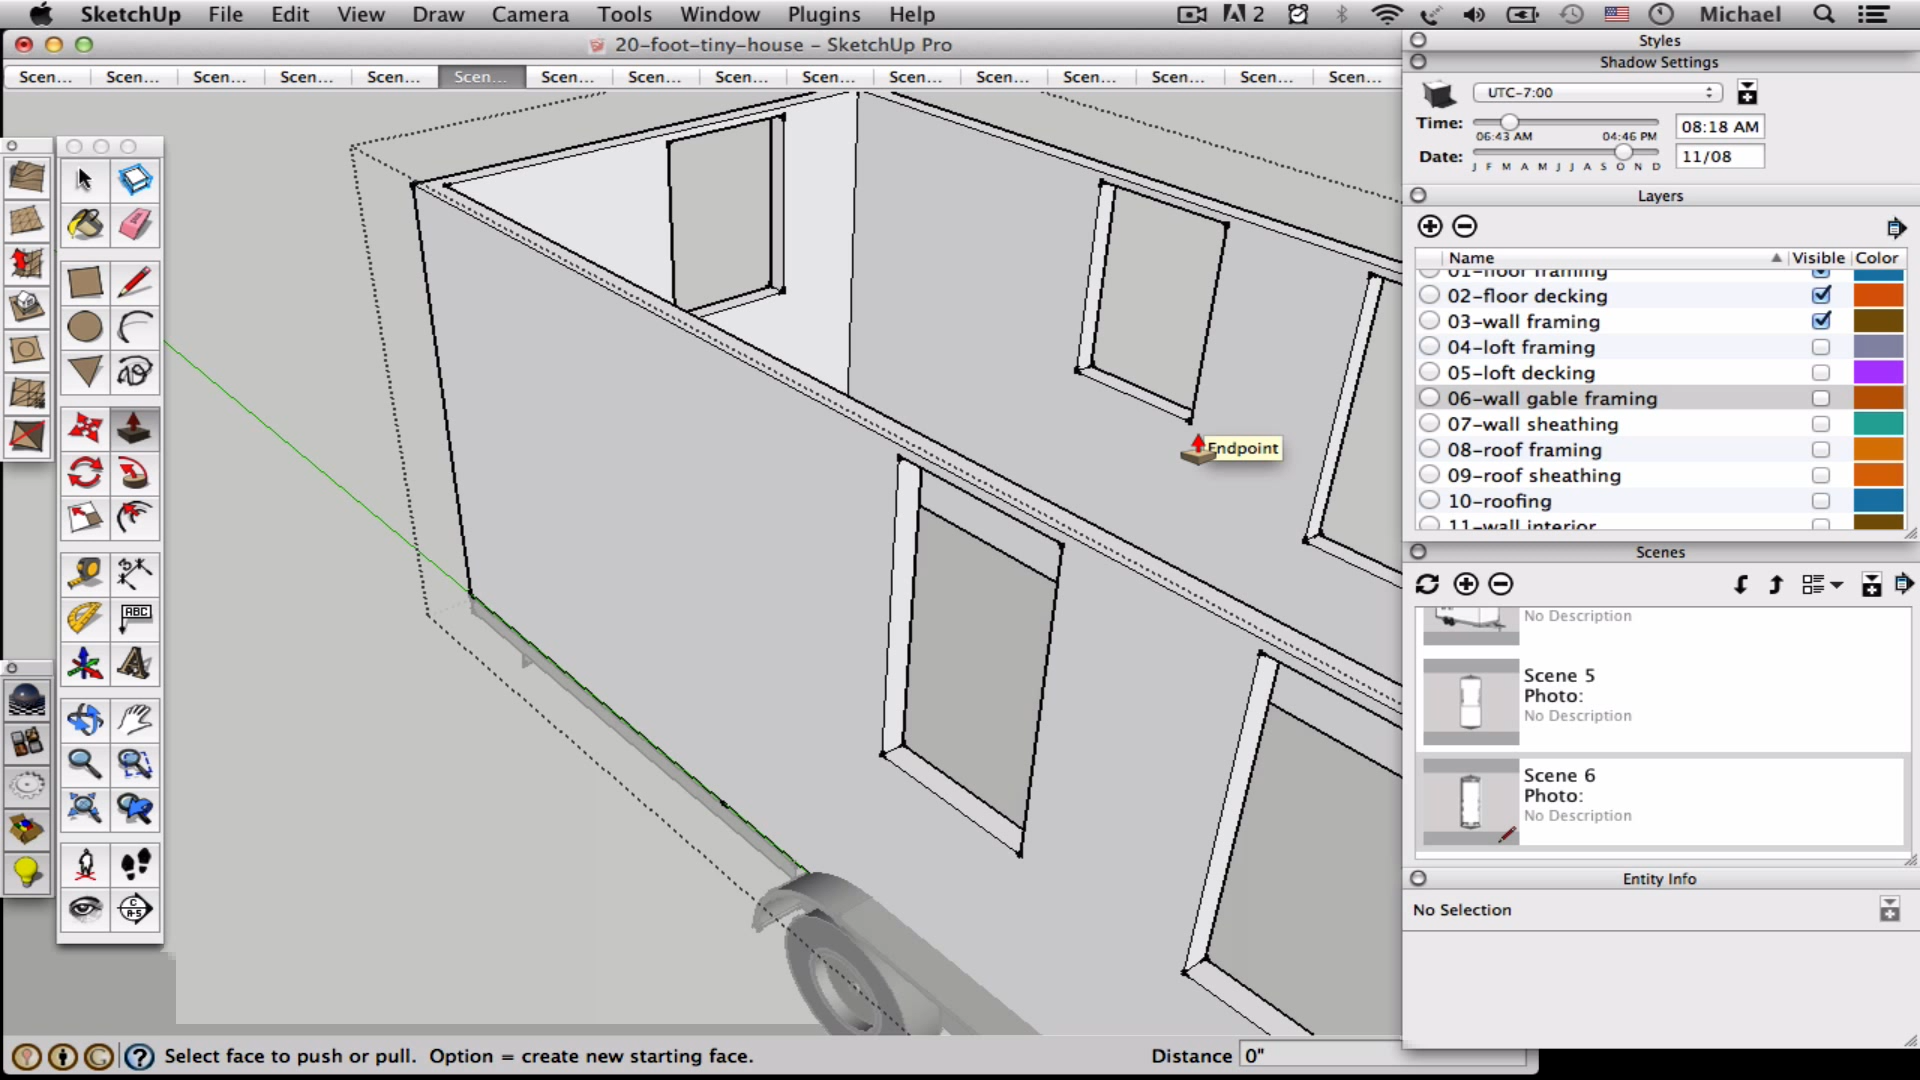 SketchUp File Edit View Draw Camera Tools Window Plugins Help 2 Michael
20-foot-tiny-house - SketchUp Pro
Scen... Scen... Scen... Scen... Scen... Scen... Scen... Scen... Scen... Scen... Scen... Scen... Scen... Scen... Scen... Scen...
Styles
Shadow Settings
UTC-7:00
Time: 06:43 AM 04:46 PM 08:18 AM
Date: J F M A M J J A S O N D 11/08
Layers
Name Visible Color
01-floor framing
02-floor decking
03-wall framing
04-loft framing
05-loft decking
06-wall gable framing
07-wall sheathing
08-roof framing
09-roof sheathing
10-roofing
11-wall interior
Endpoint
ABC
Scenes
No Description
Scene 5
Photo:
No Description
Scene 6
Photo:
No Description
Entity Info
No Selection
Select face to push or pull. Option = create new starting face.
Distance 0"